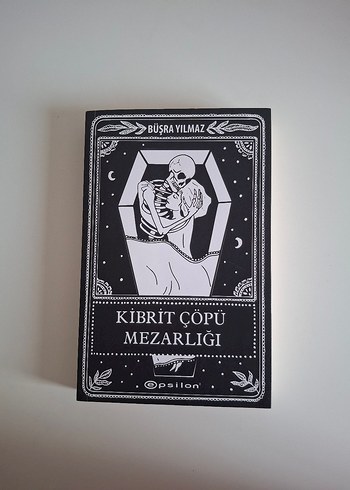 BÜŞRA YILMAZ
KİBRİT ÇÖPÜ
MEZARLIĞI
epsilon